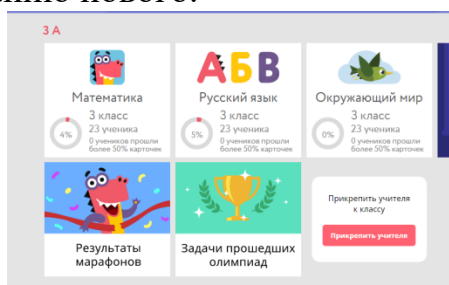 нию нового.
3 А
АБВ
Математика
3 класс
4%
23 ученика
0 учеников прошли
более 50% карточек
Русский язык
3 класс
5%
23 ученика
0 учеников прошли
более 50% карточек
Окружающий мир
3 класс
0%
23 ученика
0 учеников прошли
более 50% карточек
Результаты
марафонов
Задачи прошедших
олимпиад
Прикрепить учителя
к классу
Прикрепить учителя